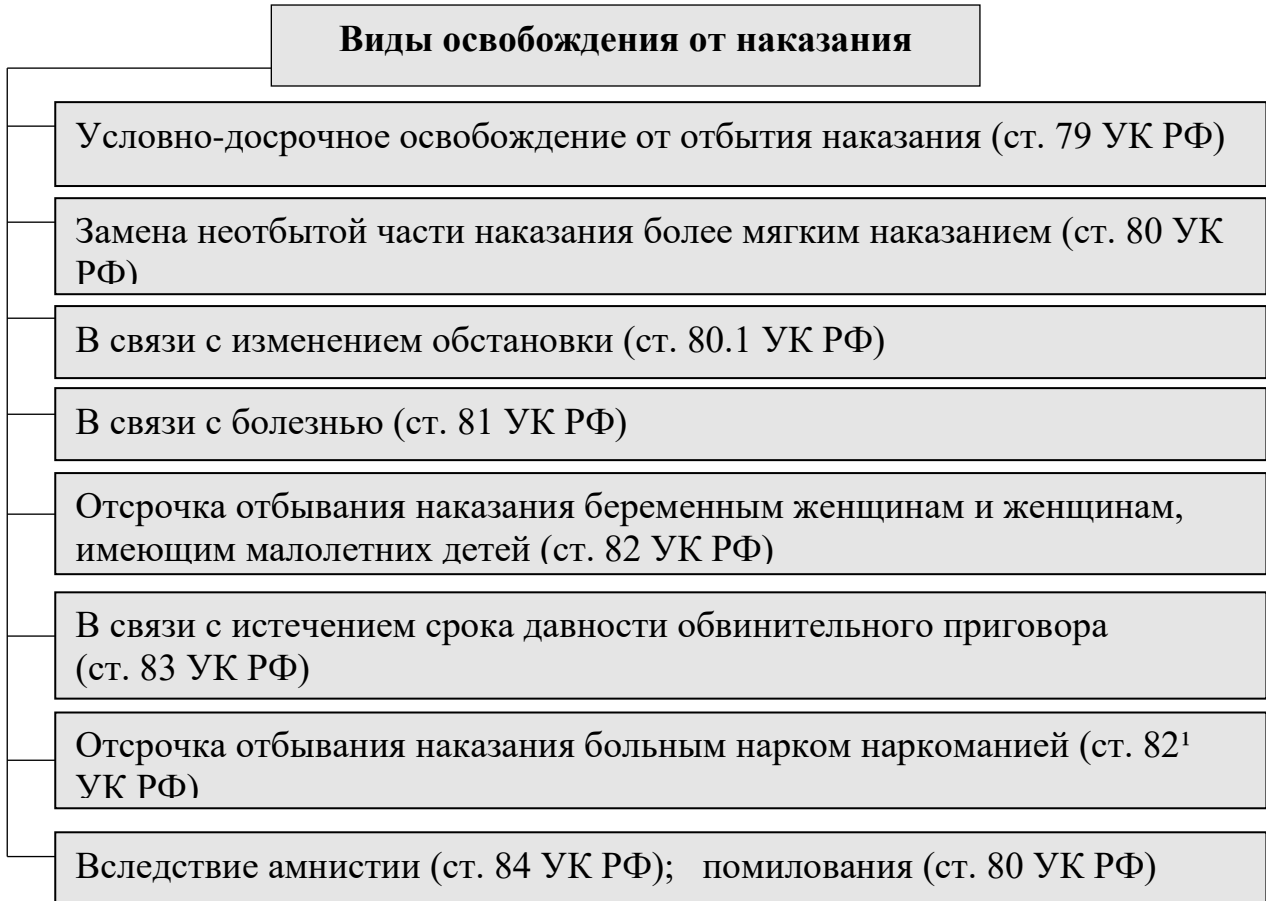 Виды освобождения от наказания
Условно-досрочное освобождение от отбытия наказания (ст. 79 УК РФ)
Замена неотбытой части наказания более мягким наказанием (ст. 80 УК
РФ)
В связи с изменением обстановки (ст. 80.1 УК РФ)
В связи с болезнью (ст. 81 УК РФ)
Отсрочка отбывания наказания беременным женщинам и женщинам,
имеющим малолетних детей (ст. 82 УК РФ)
В связи с истечением срока давности обвинительного приговора
(ст. 83 УК РФ)
Отсрочка отбывания наказания больным нарком наркоманией (ст. 82¹
УК РФ)
Вследствие амнистии (ст. 84 УК РФ); помилования (ст. 80 УК РФ)